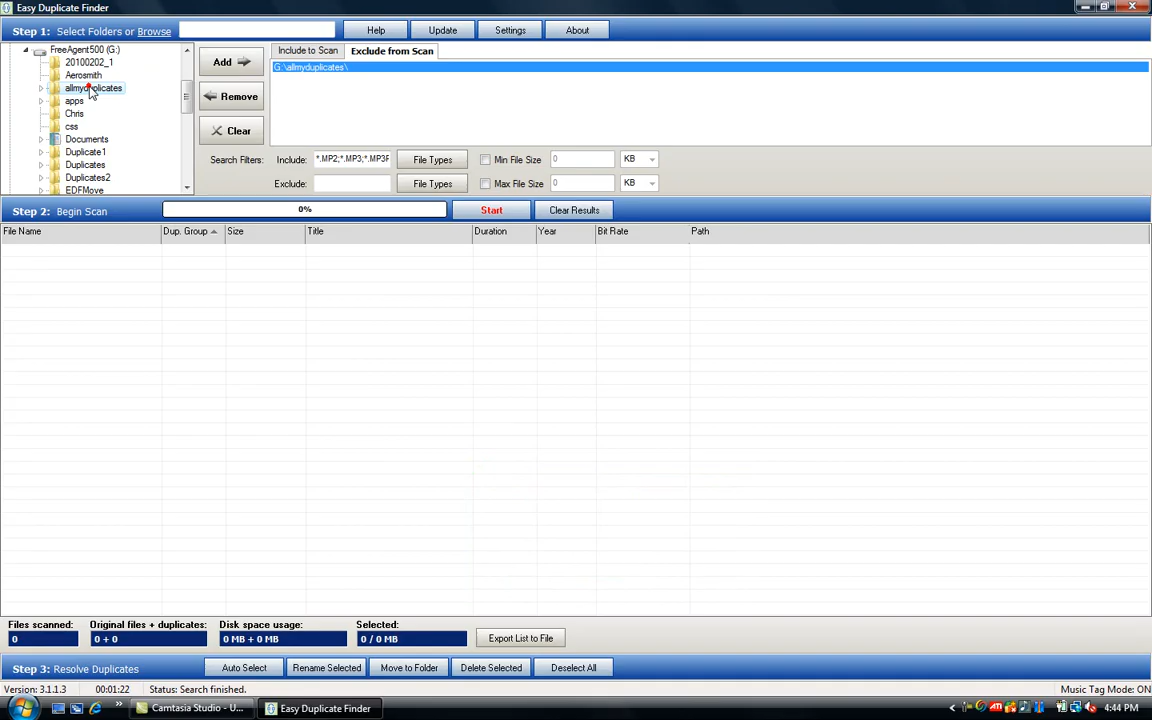 Easy Duplicate Finder
Step 1: Select Folders or Browse
Help
Update
Settings
About
FreeAgent500 (G:)
20100202_1
Aerosmith
allmyduplicates
apps
Chris
css
Documents
Duplicate1
Duplicates
Duplicates2
EDFMove
Add
Remove
Clear
Include to Scan
Exclude from Scan
G:\allmyduplicates\
Search Filters:
Include:
*.MP2;*.MP3;*.MP3P
File Types
Min File Size
0
KB
Exclude:
File Types
Max File Size
0
KB
Step 2: Begin Scan
0%
Start
Clear Results
File Name
Dup. Group
Size
Title
Duration
Year
Bit Rate
Path
Files scanned:
Original files + duplicates:
Disk space usage:
Selected:
0
0 + 0
0 MB + 0 MB
0 / 0 MB
Export List to File
Step 3: Resolve Duplicates
Auto Select
Rename Selected
Move to Folder
Delete Selected
Deselect All
Version: 3.1.1.3
00:01:22
Status: Search finished.
Music Tag Mode: ON
Camtasia Studio - U...
Easy Duplicate Finder
4:44 PM